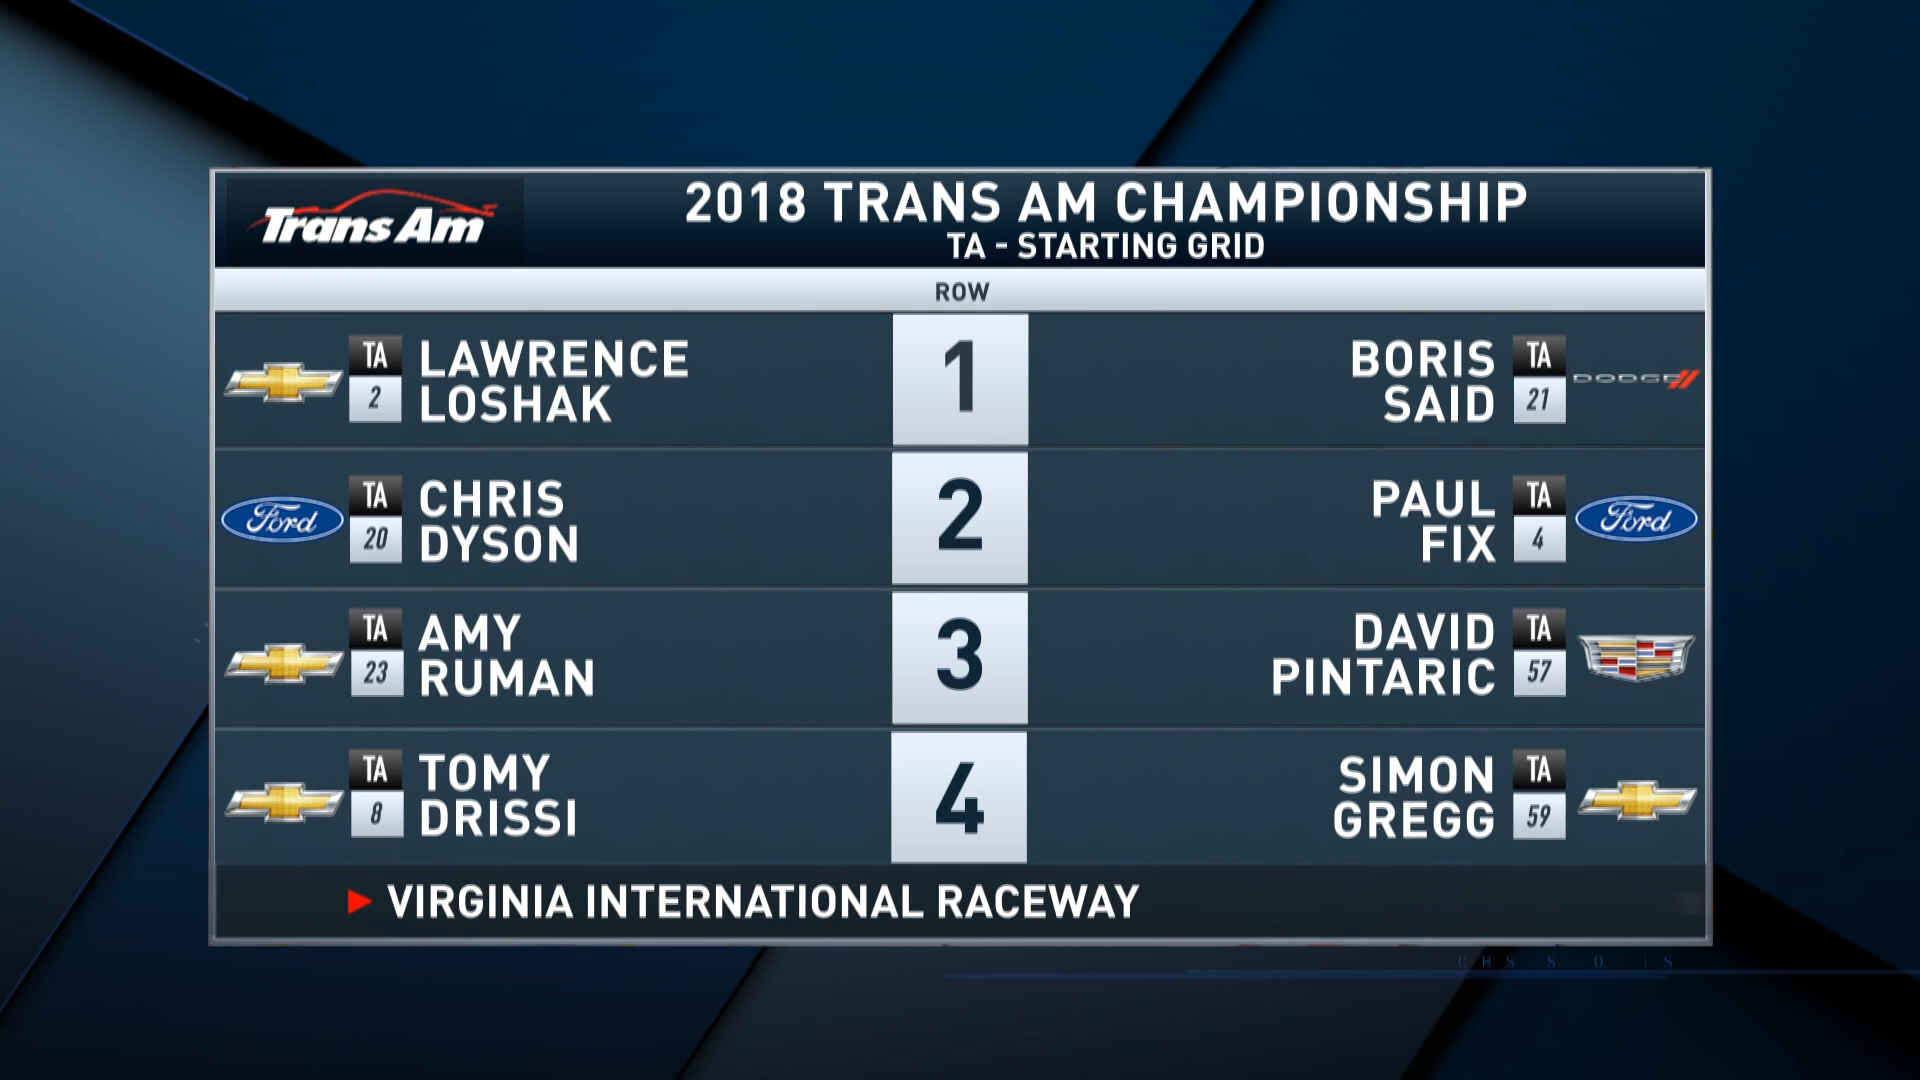 Trans Am
2018 TRANS AM CHAMPIONSHIP
TA - STARTING GRID
ROW
TA
2
LAWRENCE
LOSHAK
1
BORIS
SAID
TA
21
DODGE
Ford
TA
20
CHRIS
DYSON
2
PAUL
FIX
TA
4
Ford
TA
23
AMY
RUMAN
3
DAVID
PINTARIC
TA
57
TA
8
TOMY
DRISSI
4
SIMON
GREGG
TA
59
VIRGINIA INTERNATIONAL RACEWAY